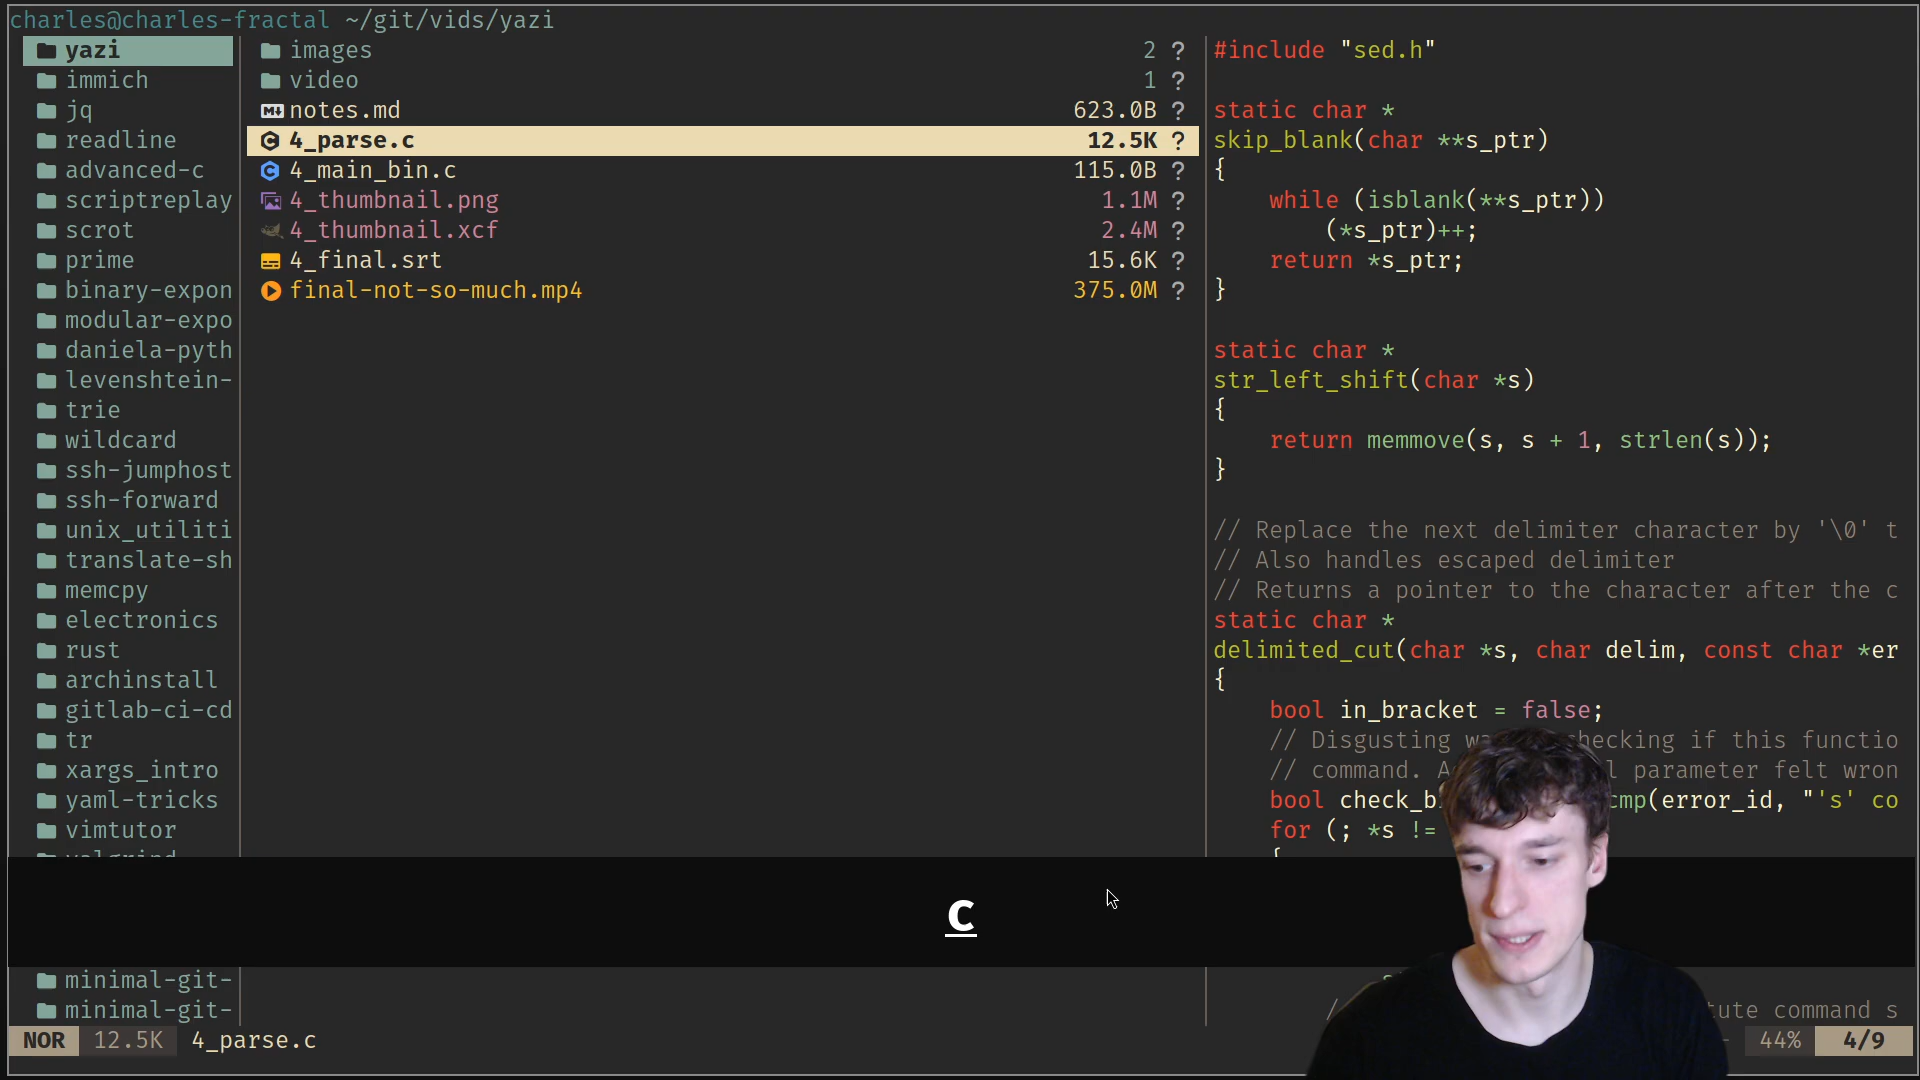 charles@charles-fractal ~/git/vids/yazi
yazi
immich
jq
readline
advanced-c
scriptreplay
scrot
prime
binary-expon
modular-expo
daniela-pyth
levenshtein-
trie
wildcard
ssh-jumphost
ssh-forward
unix_utiliti
translate-sh
memcpy
electronics
rust
archinstall
gitlab-ci-cd
tr
xargs_intro
yaml-tricks
vimtutor
minimal-git-
minimal-git-
images 2 ?
video 1 ?
notes.md 623.0B ?
4_parse.c 12.5K ?
4_main_bin.c 115.0B ?
4_thumbnail.png 1.1M ?
4_thumbnail.xcf 2.4M ?
4_final.srt 15.6K ?
final-not-so-much.mp4 375.0M ?
#include "sed.h"
static char *
skip_blank(char **s_ptr)
{
while (isblank(**s_ptr))
(*s_ptr)++;
return *s_ptr;
}
static char *
str_left_shift(char *s)
{
return memmove(s, s + 1, strlen(s));
}
// Replace the next delimiter character by '\0' t
// Also handles escaped delimiter
// Returns a pointer to the character after the c
static char *
delimited_cut(char *s, char delim, const char *er
{
bool in_bracket = false;
// Disgusting checking if this functio
// command. parameter felt wron
bool check_b cmp(error_id, "'s' co
for (; *s !=
{
/ tute command s
c
NOR 12.5K 4_parse.c 44% 4/9